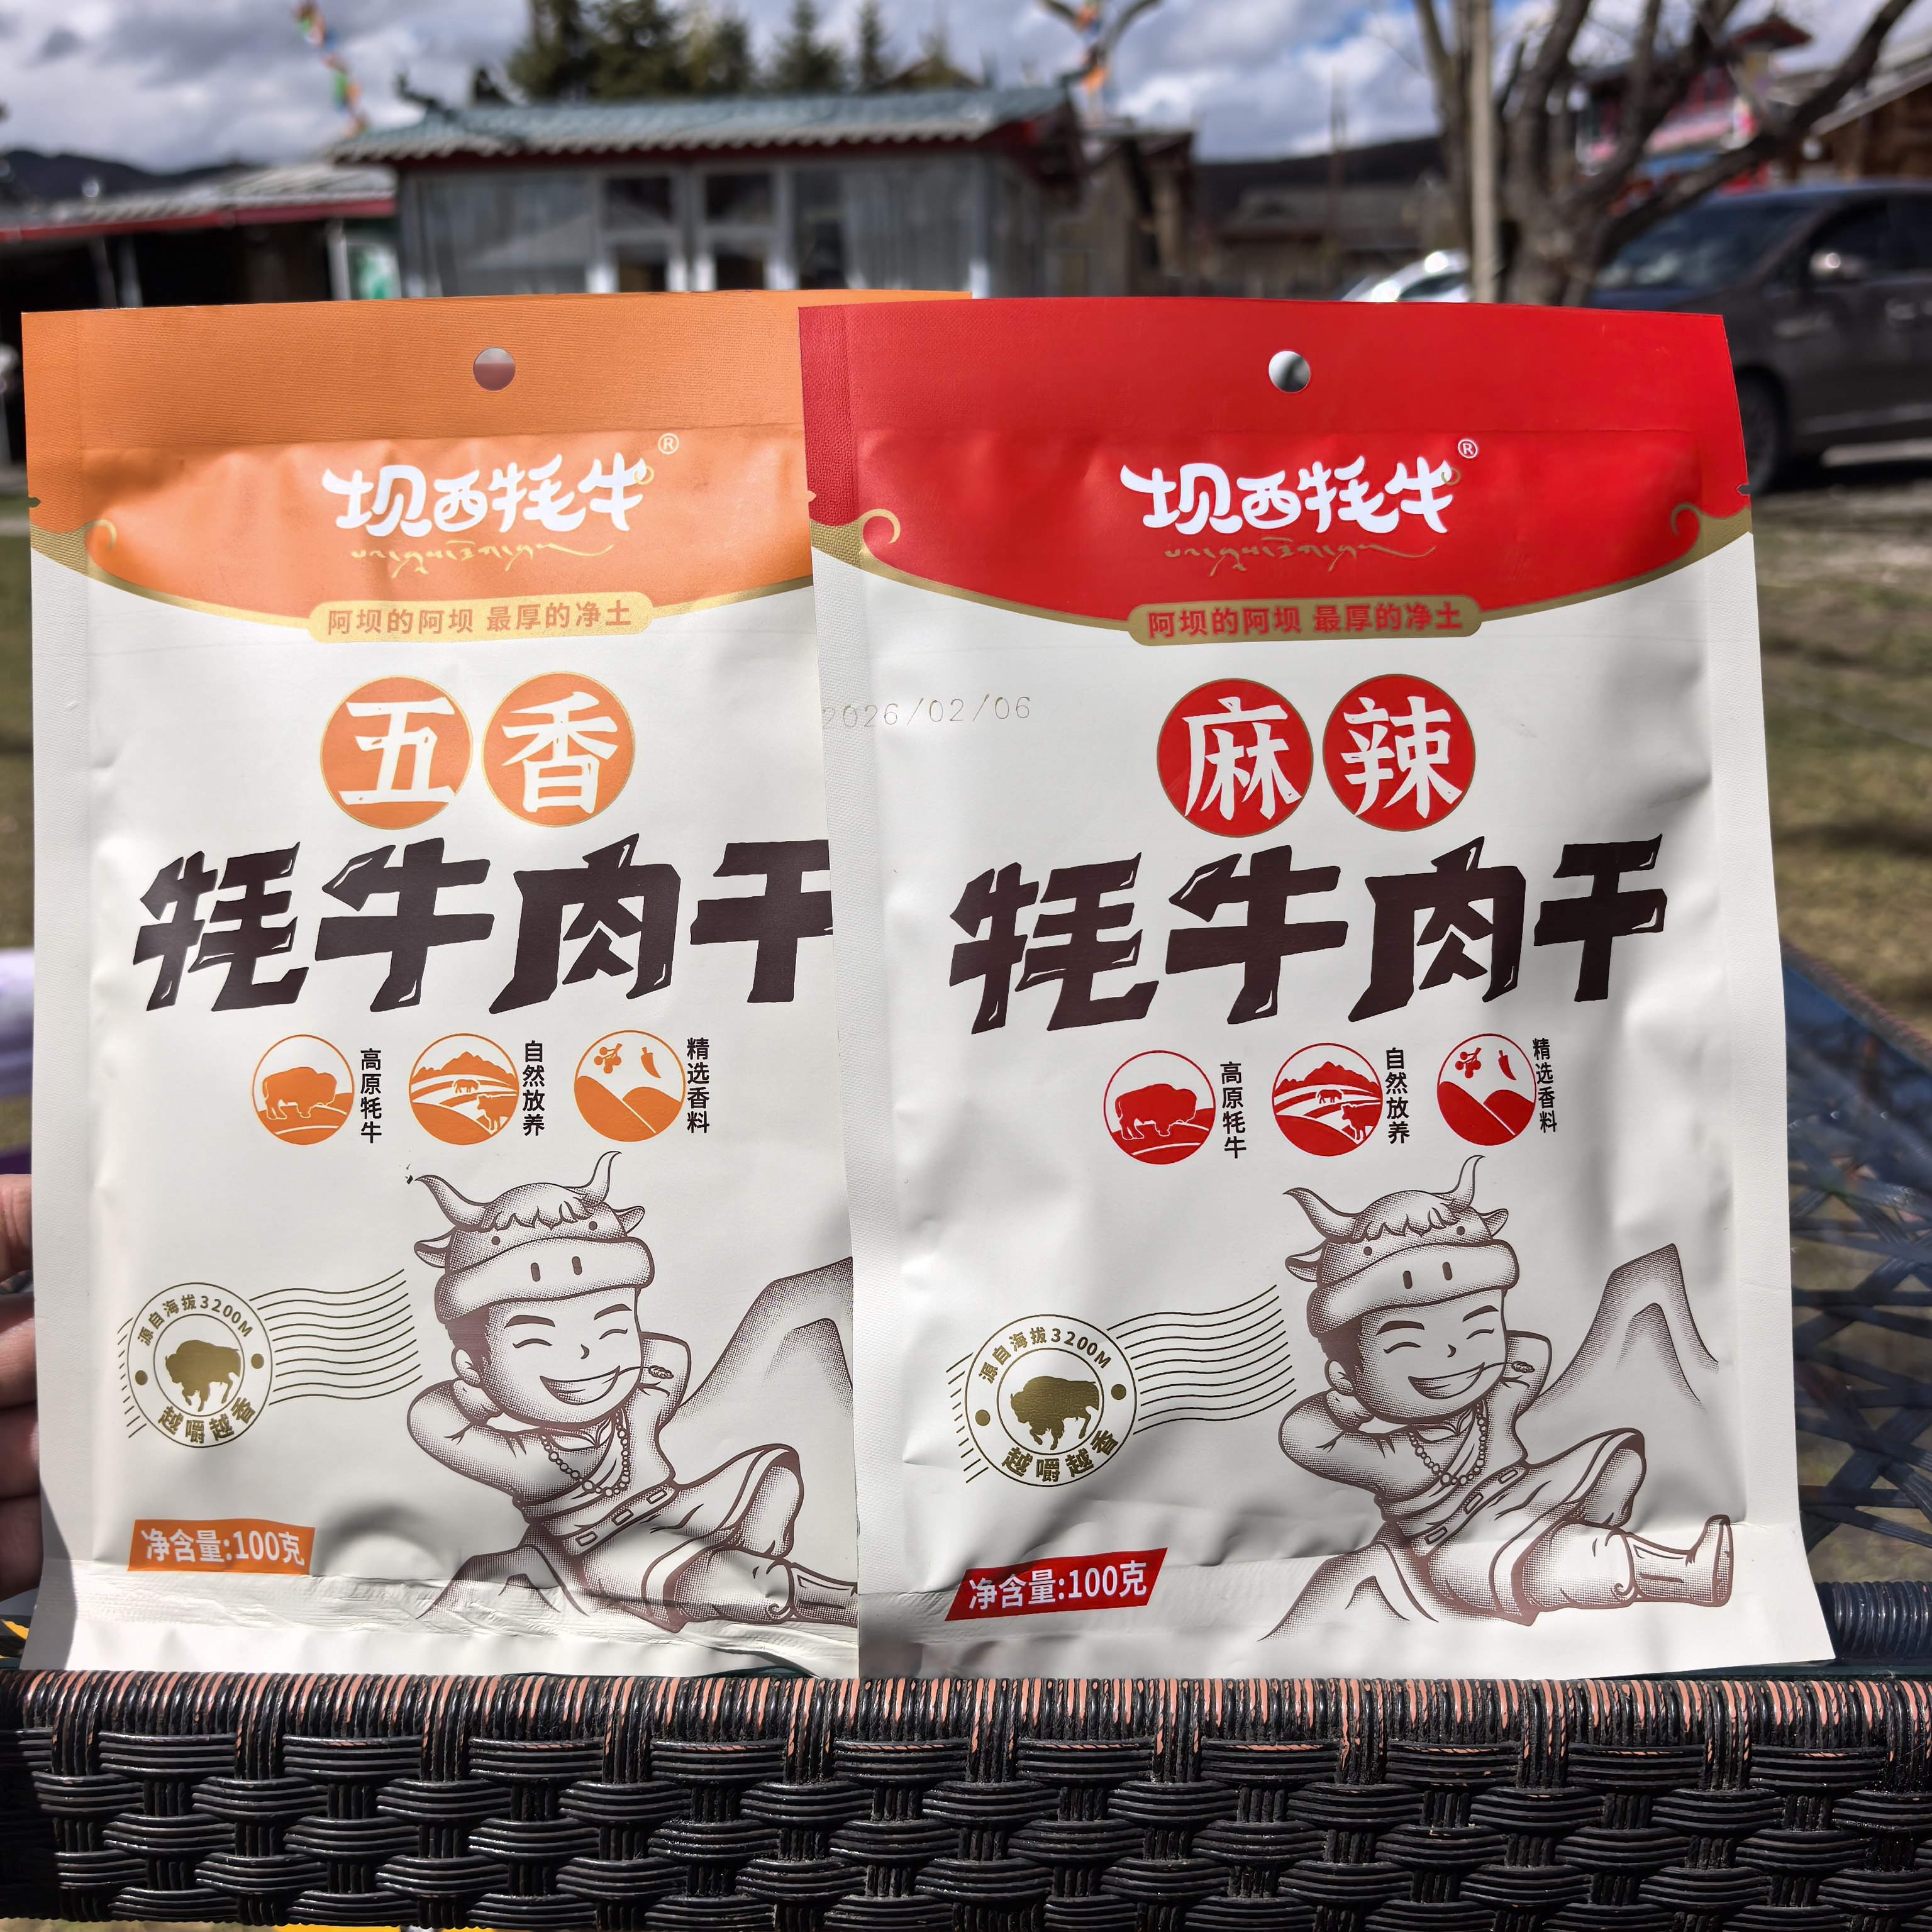 坝西牦牛®
阿坝的阿坝 最厚的净土
五香
牦牛肉干
高原牦牛
自然放养
精选香料
源自海拔3200M
越嚼越香
净含量:100克
坝西牦牛®
阿坝的阿坝 最厚的净土
2026/02/06
麻辣
牦牛肉干
高原牦牛
自然放养
精选香料
源自海拔3200M
越嚼越香
净含量:100克